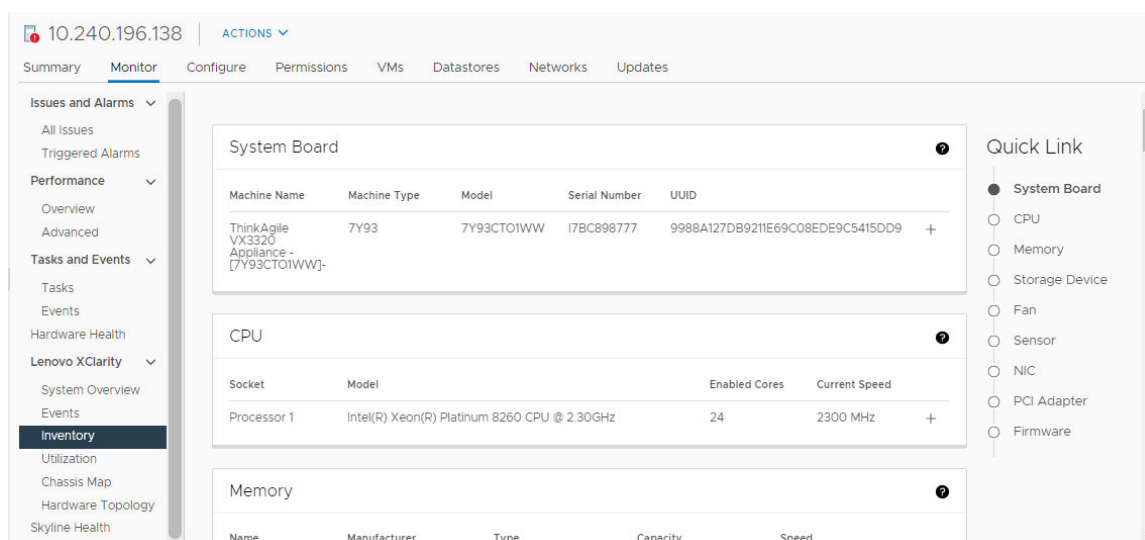 10.240.196.138 ACTIONS
Summary Monitor Configure Permissions VMs Datastores Networks Updates
Issues and Alarms
All Issues
Triggered Alarms
Performance
Overview
Advanced
Tasks and Events
Tasks
Events
Hardware Health
Lenovo XClarity
System Overview
Events
Inventory
Utilization
Chassis Map
Hardware Topology
Skyline Health
System Board
Machine Name Machine Type Model Serial Number UUID
ThinkAgile 7Y93 7Y93CTO1WW I7BC898777 9988A127DB9211E69C08EDE9C5415DD9 +
VX3320
Appliance -
[7Y93CTO1WW]-
CPU
Socket Model Enabled Cores Current Speed
Processor 1 Intel(R) Xeon(R) Platinum 8260 CPU @ 2.30GHz 24 2300 MHz +
Memory
Name Manufacturer Type Capacity Speed
Quick Link
System Board
CPU
Memory
Storage Device
Fan
Sensor
NIC
PCI Adapter
Firmware